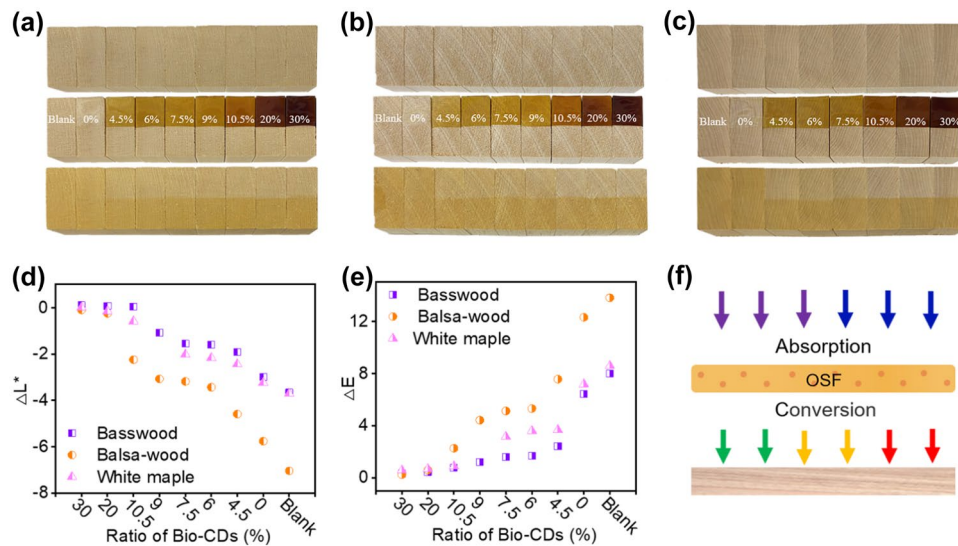 (a)
Blank 0% 4.5% 6% 7.5% 9% 10.5% 20% 30%
(b)
Blank 0% 4.5% 6% 7.5% 9% 10.5% 20% 30%
(c)
Blank 0% 4.5% 6% 7.5% 10.5% 20% 30%
(d)
△L*
0
-2
-4
-6
-8
Basswood
Balsa-wood
White maple
30 20 10.5 9 7.5 6 4.5 0 Blank
Ratio of Bio-CDs (%)
(e)
△E
12
8
4
0
Basswood
Balsa-wood
White maple
30 20 10.5 9 7.5 6 4.5 0 Blank
Ratio of Bio-CDs (%)
(f)
Absorption
OSF
Conversion